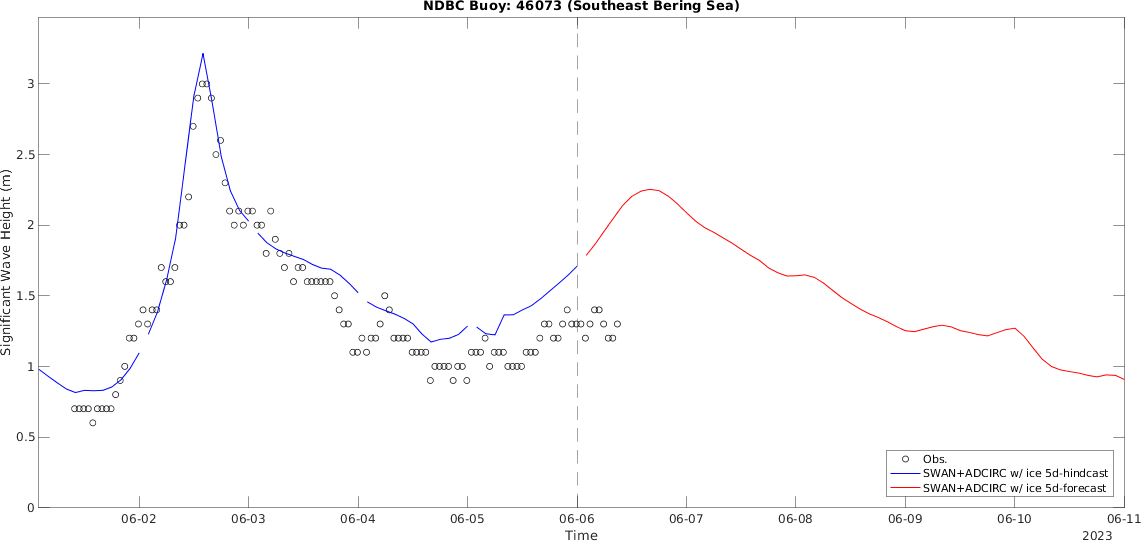 NDBC Buoy: 46073 (Southeast Bering Sea)
Significant Wave Height (m)
3
2.5
2
1.5
1
0.5
0
Obs.
SWAN+ADCIRC w/ ice 5d-hindcast
SWAN+ADCIRC w/ ice 5d-forecast
06-02 06-03 06-04 06-05 06-06 06-07 06-08 06-09 06-10 06-11
Time
2023